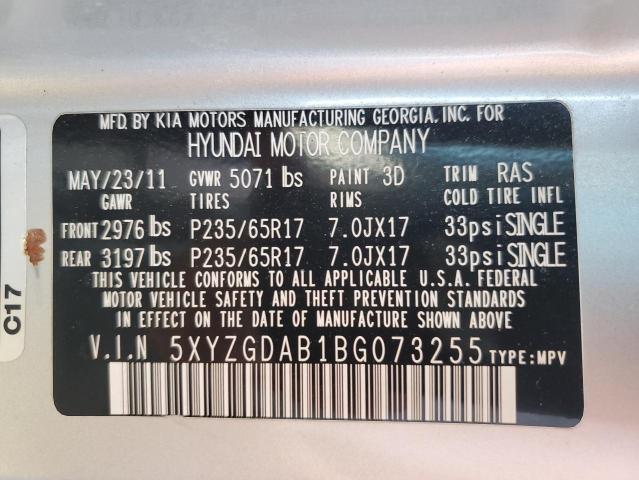 MFD. BY KIA MOTORS MANUFACTURING GEORGIA, INC. FOR
HYUNDAI MOTOR COMPANY
MAY/23/11 GVWR 5071 lbs PAINT 3D TRIM RAS
GAWR TIRES RIMS COLD TIRE INFL
FRONT 2976 lbs P235/65R17 7.0JX17 33psi SINGLE
REAR 3197 lbs P235/65R17 7.0JX17 33psi SINGLE
THIS VEHICLE CONFORMS TO ALL APPLICABLE U.S.A. FEDERAL
MOTOR VEHICLE SAFETY AND THEFT PREVENTION STANDARDS
IN EFFECT ON THE DATE OF MANUFACTURE SHOWN ABOVE
V.I.N 5XYZGDAB1BG073255 TYPE:MPV
C17